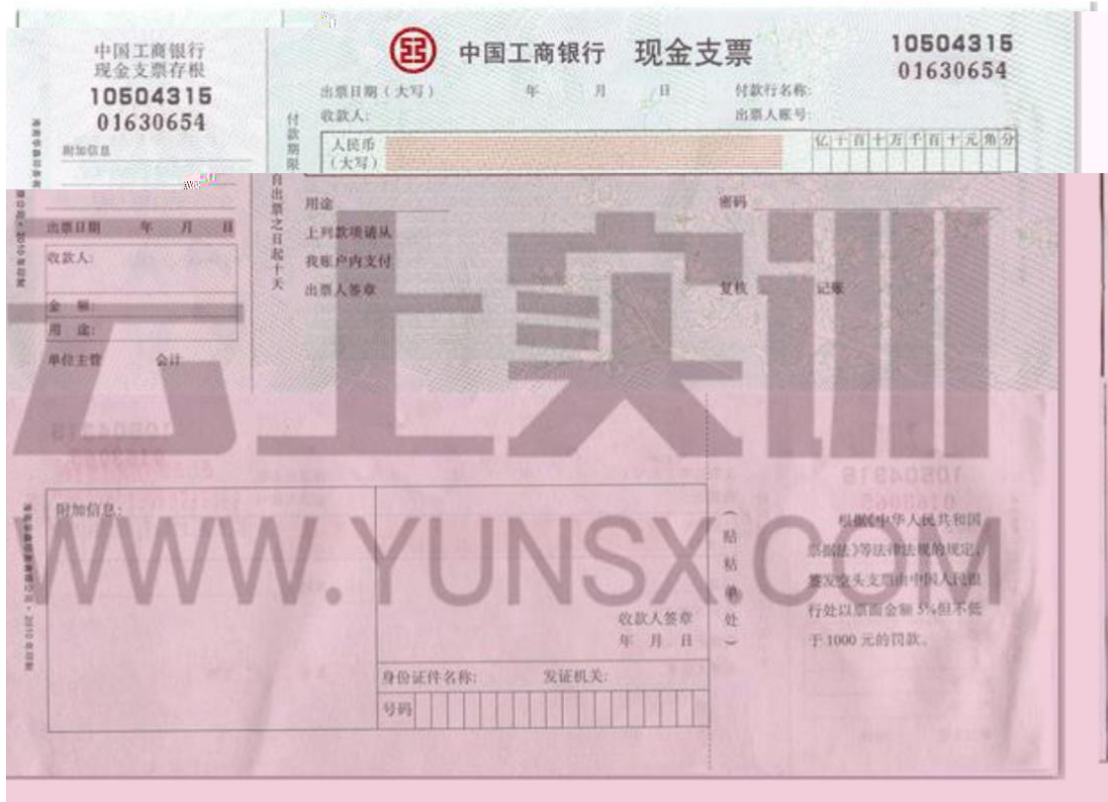 中国工商银行
现金支票存根
10504315
01630654
附加信息
出票日期 年 月 日
收款人:
金 额:
用 途:
单位主管 会计
中国工商银行 现金支票
10504315
01630654
出票日期(大写) 年 月 日 付款行名称:
收款人: 出票人账号:
人民币
(大写)
亿 千 百 十 万 千 百 十 元 角 分
付款期限自出票之日起十天
用途
密码
上列款项请从
我账户内支付
出票人签章
复核 记账
云上实训
WWW.YUNSX.COM
附加信息:
收款人签章
年 月 日
身份证件名称: 发证机关:
号码
(贴粘单处)
根据《中华人民共和国
票据法》等法律法规的规定,
签发空头支票由中国人民银
行处以票面金额 5%但不低
于 1000 元的罚款。